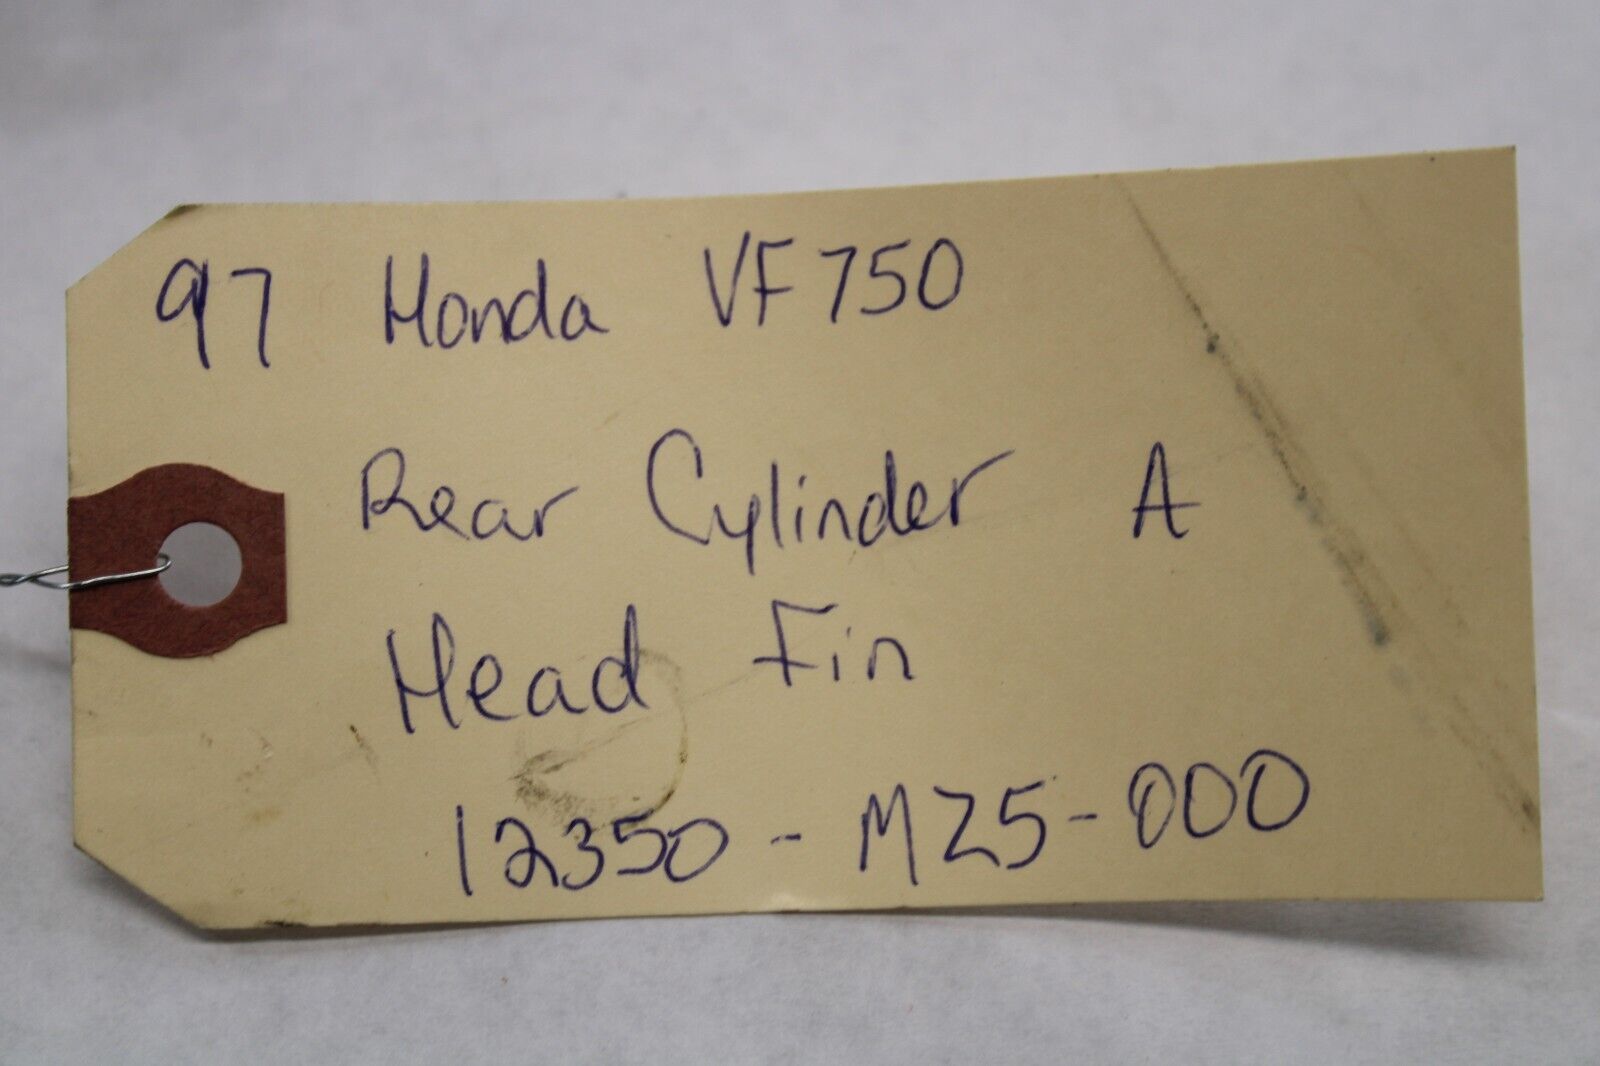 97 Honda VF750
Rear Cylinder A
Head Fin
12350-MZ5-000